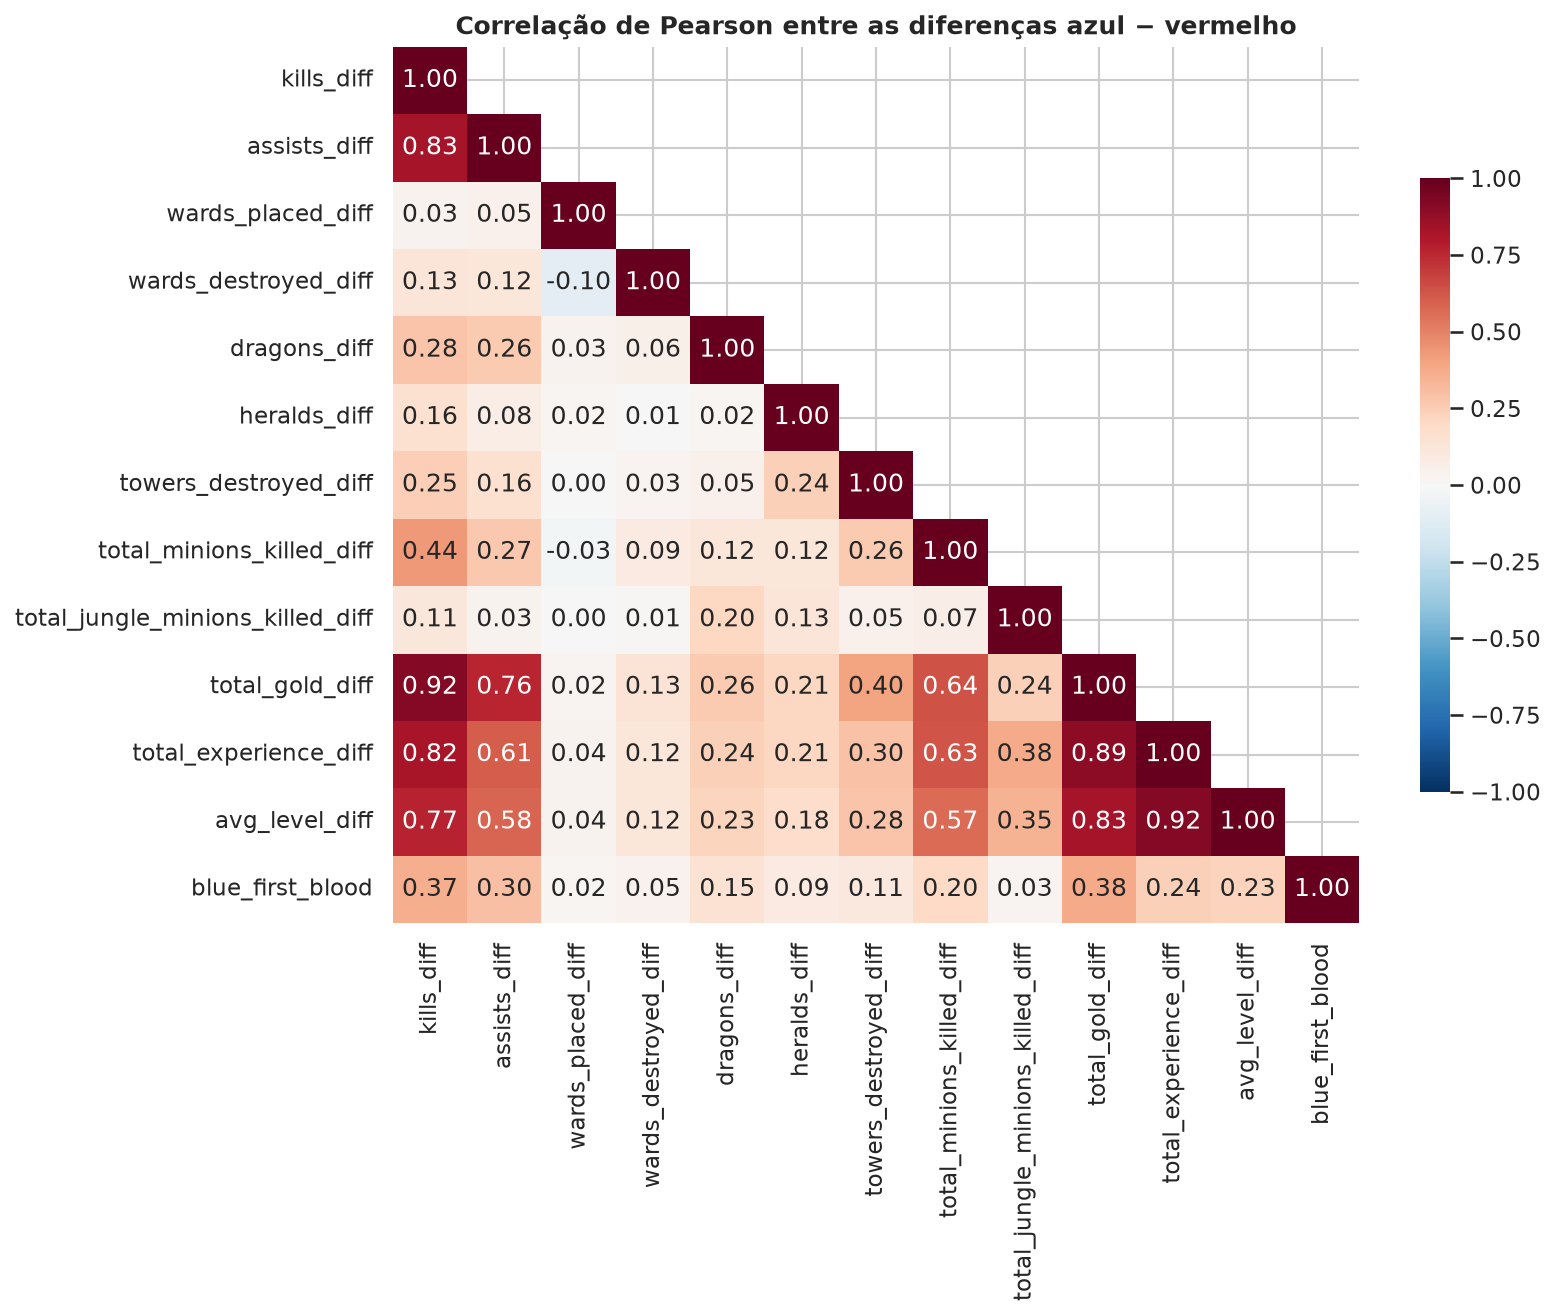 Correlação de Pearson entre as diferenças azul − vermelho
kills_diff 1.00
assists_diff 0.83 1.00
wards_placed_diff 0.03 0.05 1.00
wards_destroyed_diff 0.13 0.12 -0.10 1.00
dragons_diff 0.28 0.26 0.03 0.06 1.00
heralds_diff 0.16 0.08 0.02 0.01 0.02 1.00
towers_destroyed_diff 0.25 0.16 0.00 0.03 0.05 0.24 1.00
total_minions_killed_diff 0.44 0.27 -0.03 0.09 0.12 0.12 0.26 1.00
total_jungle_minions_killed_diff 0.11 0.03 0.00 0.01 0.20 0.13 0.05 0.07 1.00
total_gold_diff 0.92 0.76 0.02 0.13 0.26 0.21 0.40 0.64 0.24 1.00
total_experience_diff 0.82 0.61 0.04 0.12 0.24 0.21 0.30 0.63 0.38 0.89 1.00
avg_level_diff 0.77 0.58 0.04 0.12 0.23 0.18 0.28 0.57 0.35 0.83 0.92 1.00
blue_first_blood 0.37 0.30 0.02 0.05 0.15 0.09 0.11 0.20 0.03 0.38 0.24 0.23 1.00
kills_diff
assists_diff
wards_placed_diff
wards_destroyed_diff
dragons_diff
heralds_diff
towers_destroyed_diff
total_minions_killed_diff
total_jungle_minions_killed_diff
total_gold_diff
total_experience_diff
avg_level_diff
blue_first_blood
1.00
0.75
0.50
0.25
0.00
−0.25
−0.50
−0.75
−1.00